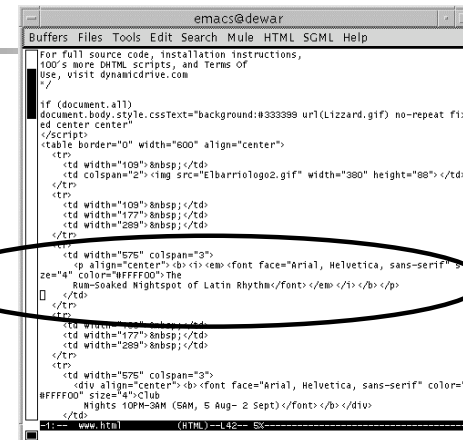 emacs@dewar
Buffers Files Tools Edit Search Mule HTML SGML Help
For full source code, installation instructions,
100's more DHTML scripts, and Terms Of
Use, visit dynamicdrive.com
*/
if (document.all)
document.body.style.cssText="background:#333399 url(Lizzard.gif) no-repeat fix
ed center center"
</script>
<table border="0" width="600" align="center">
<tr>
<td width="109">&nbsp;</td>
<td colspan="2"><img src="Elbarriologo2.gif" width="380" height="88"></td>
</tr>
<tr>
<td width="109">&nbsp;</td>
<td width="177">&nbsp;</td>
<td width="289">&nbsp;</td>
</tr>
<tr>
<td width="575" colspan="3">
<p align="center"><b><i><em><font face="Arial, Helvetica, sans-serif" s
ze="4" color="#FFFF00">The
Rum-Soaked Nightspot of Latin Rhythm</font></em></i></b></p>
</td>
</tr>
<tr>
<td width="109">&nbsp;</td>
<td width="177">&nbsp;</td>
<td width="289">&nbsp;</td>
</tr>
<tr>
<td width="575" colspan="3">
<div align="center"><b><font face="Arial, Helvetica, sans-serif" color="
#FFFF00" size="4">Club
Nights 10PM-3AM (5AM, 5 Aug- 2 Sept)</font></b></div>
</td>
-1:-- www.html (HTML)--L42-- 5%